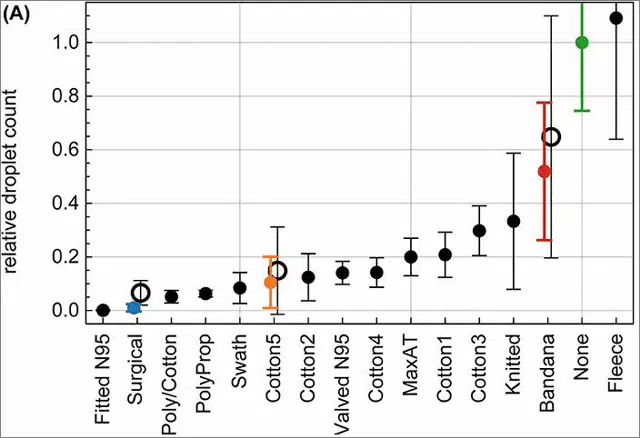 (A)
relative droplet count
1.0
0.8
0.6
0.4
0.2
0.0
Fitted N95
Surgical
Poly/Cotton
PolyProp
Swath
Cotton5
Cotton2
Valved N95
Cotton4
MaxAT
Cotton1
Cotton3
Knitted
Bandana
None
Fleece